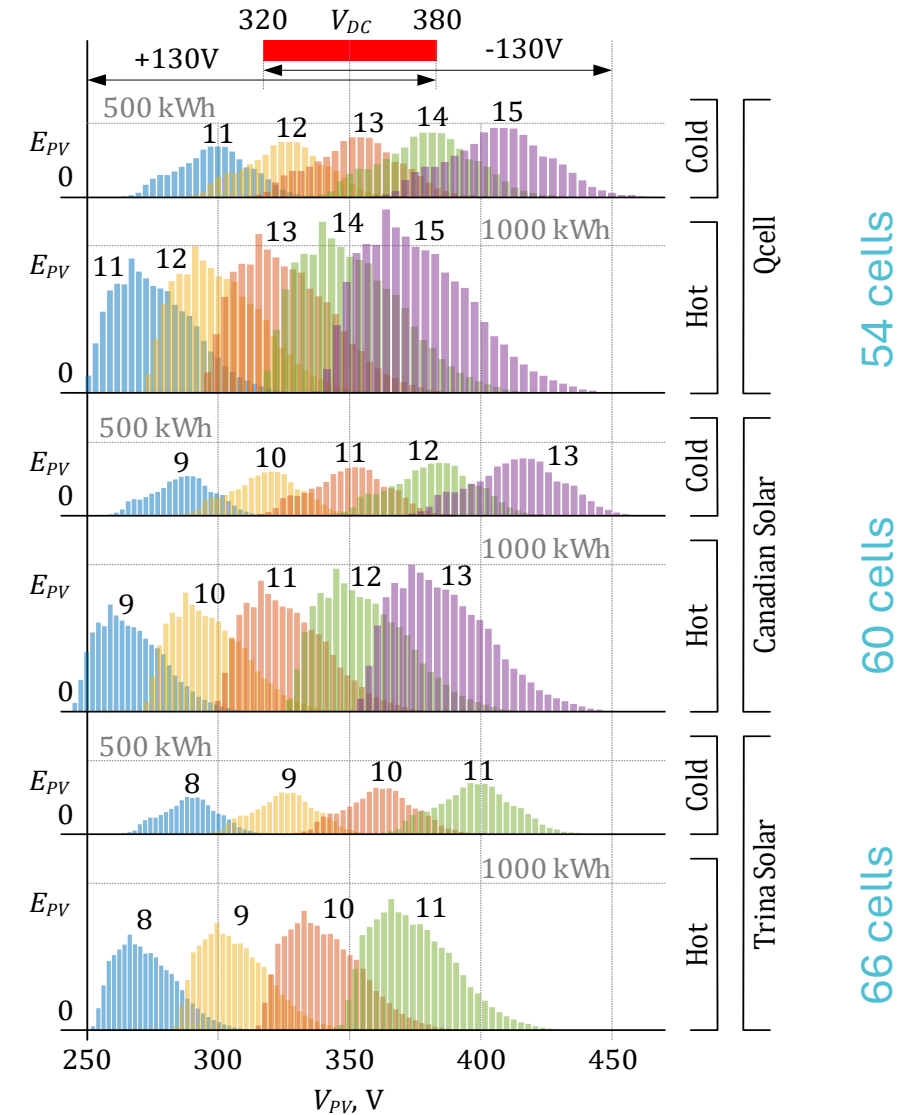 320 V_DC 380
+130V -130V
500 kWh
E_PV
0
11 12 13 14 15
Cold
1000 kWh
E_PV
0
11 12 13 14 15
Hot
Qcell
54 cells
500 kWh
E_PV
0
9 10 11 12 13
Cold
1000 kWh
E_PV
0
9 10 11 12 13
Hot
Canadian Solar
60 cells
500 kWh
E_PV
0
8 9 10 11
Cold
1000 kWh
E_PV
0
8 9 10 11
Hot
Trina Solar
66 cells
250 300 350 400 450
V_PV, V